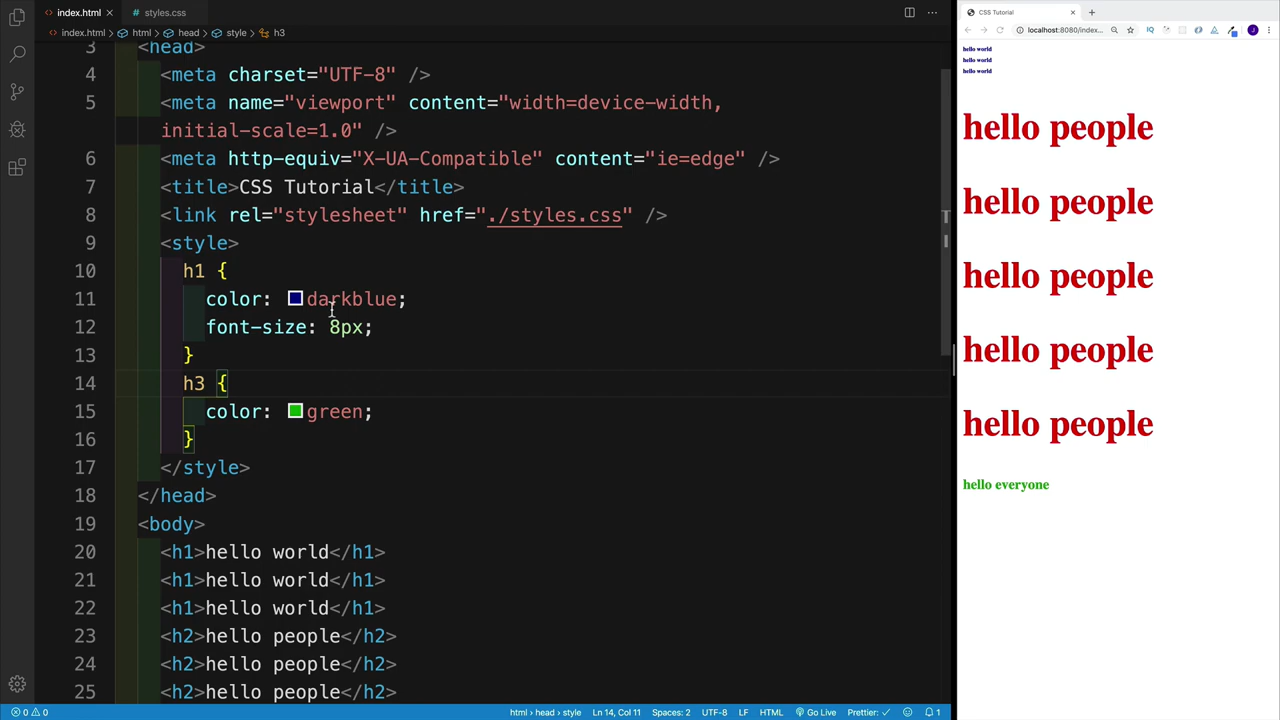 index.html
styles.css
index.html > html > head > style > h3
3 <head>
4 <meta charset="UTF-8" />
5 <meta name="viewport" content="width=device-width,
initial-scale=1.0" />
6 <meta http-equiv="X-UA-Compatible" content="ie=edge" />
7 <title>CSS Tutorial</title>
8 <link rel="stylesheet" href="./styles.css" />
9 <style>
10 h1 {
11 color: darkblue;
12 font-size: 8px;
13 }
14 h3 {
15 color: green;
16 }
17 </style>
18 </head>
19 <body>
20 <h1>hello world</h1>
21 <h1>hello world</h1>
22 <h1>hello world</h1>
23 <h2>hello people</h2>
24 <h2>hello people</h2>
25 <h2>hello people</h2>
0 0 html > head > style Ln 14, Col 11 Spaces: 2 UTF-8 LF HTML Go Live Prettier: ✓ 1
CSS Tutorial
localhost:8080/index...
IQ
J
hello world
hello world
hello world
hello people
hello people
hello people
hello people
hello people
hello everyone